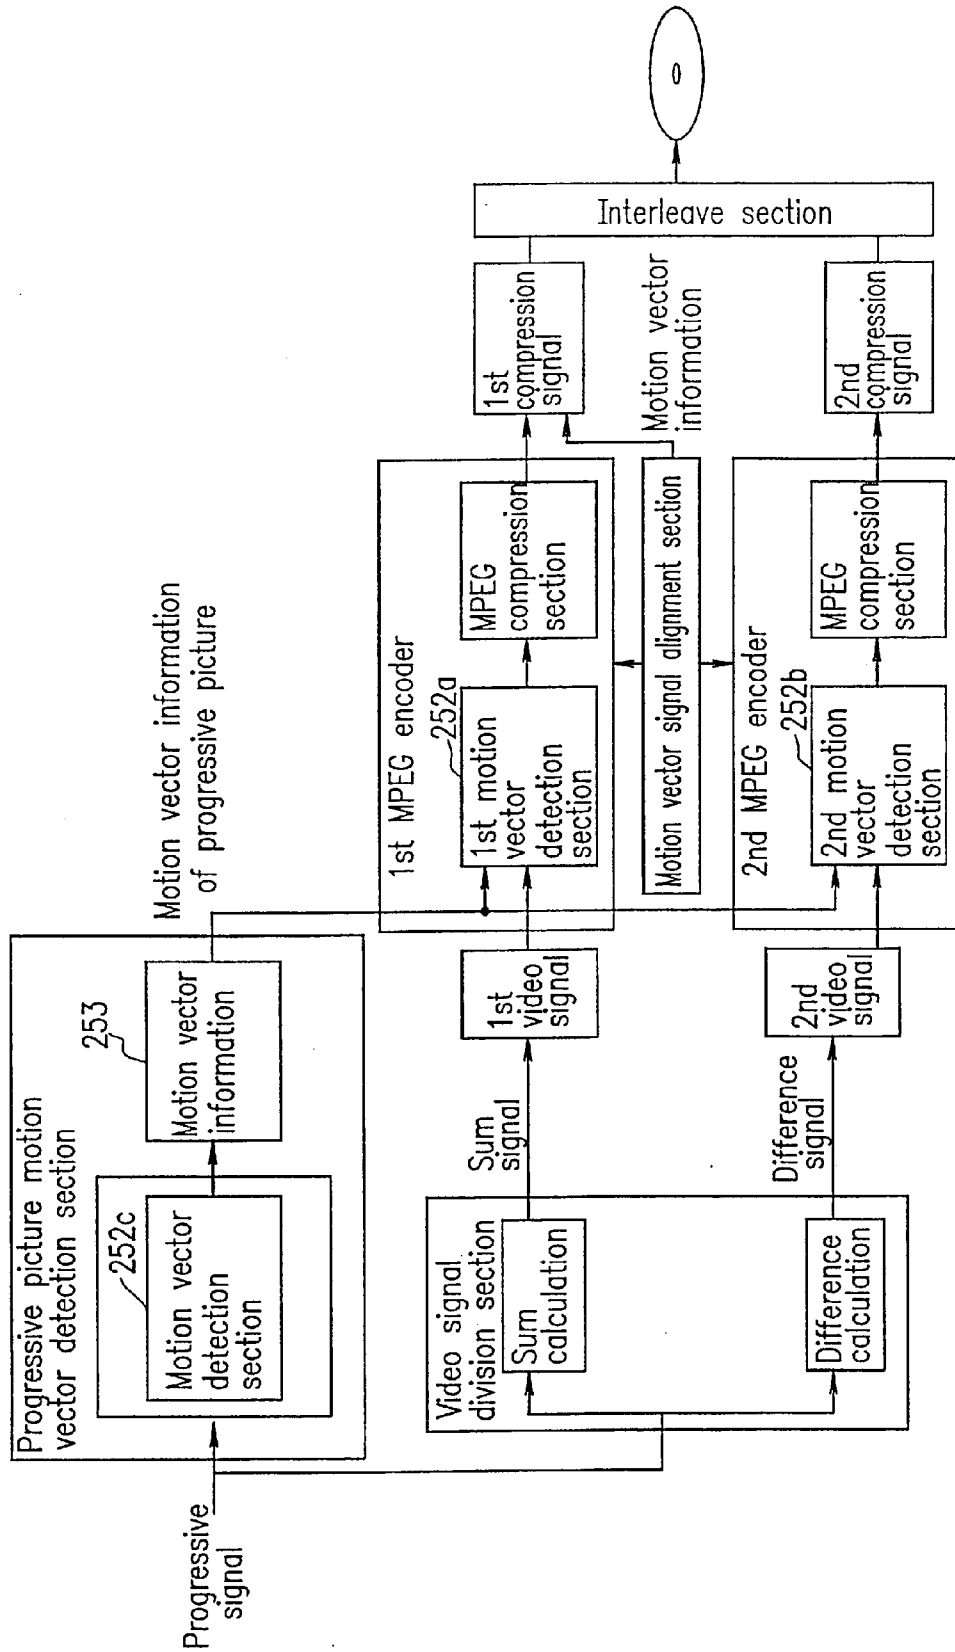 Progressive
signal
Progressive picture motion
vector detection section
252c
Motion vector
detection
section
253
Motion vector
information
Motion vector information
of progressive picture
Video signal
division section
Sum
calculation
Difference
calculation
Sum
signal
Difference
signal
1st
video
signal
2nd
video
signal
1st MPEG encoder
252a
1st motion
vector
detection
section
MPEG
compression
section
Motion vector signal alignment section
2nd MPEG encoder
252b
2nd motion
vector
detection
section
MPEG
compression
section
1st
compression
signal
Motion vector
information
2nd
compression
signal
Interleave section